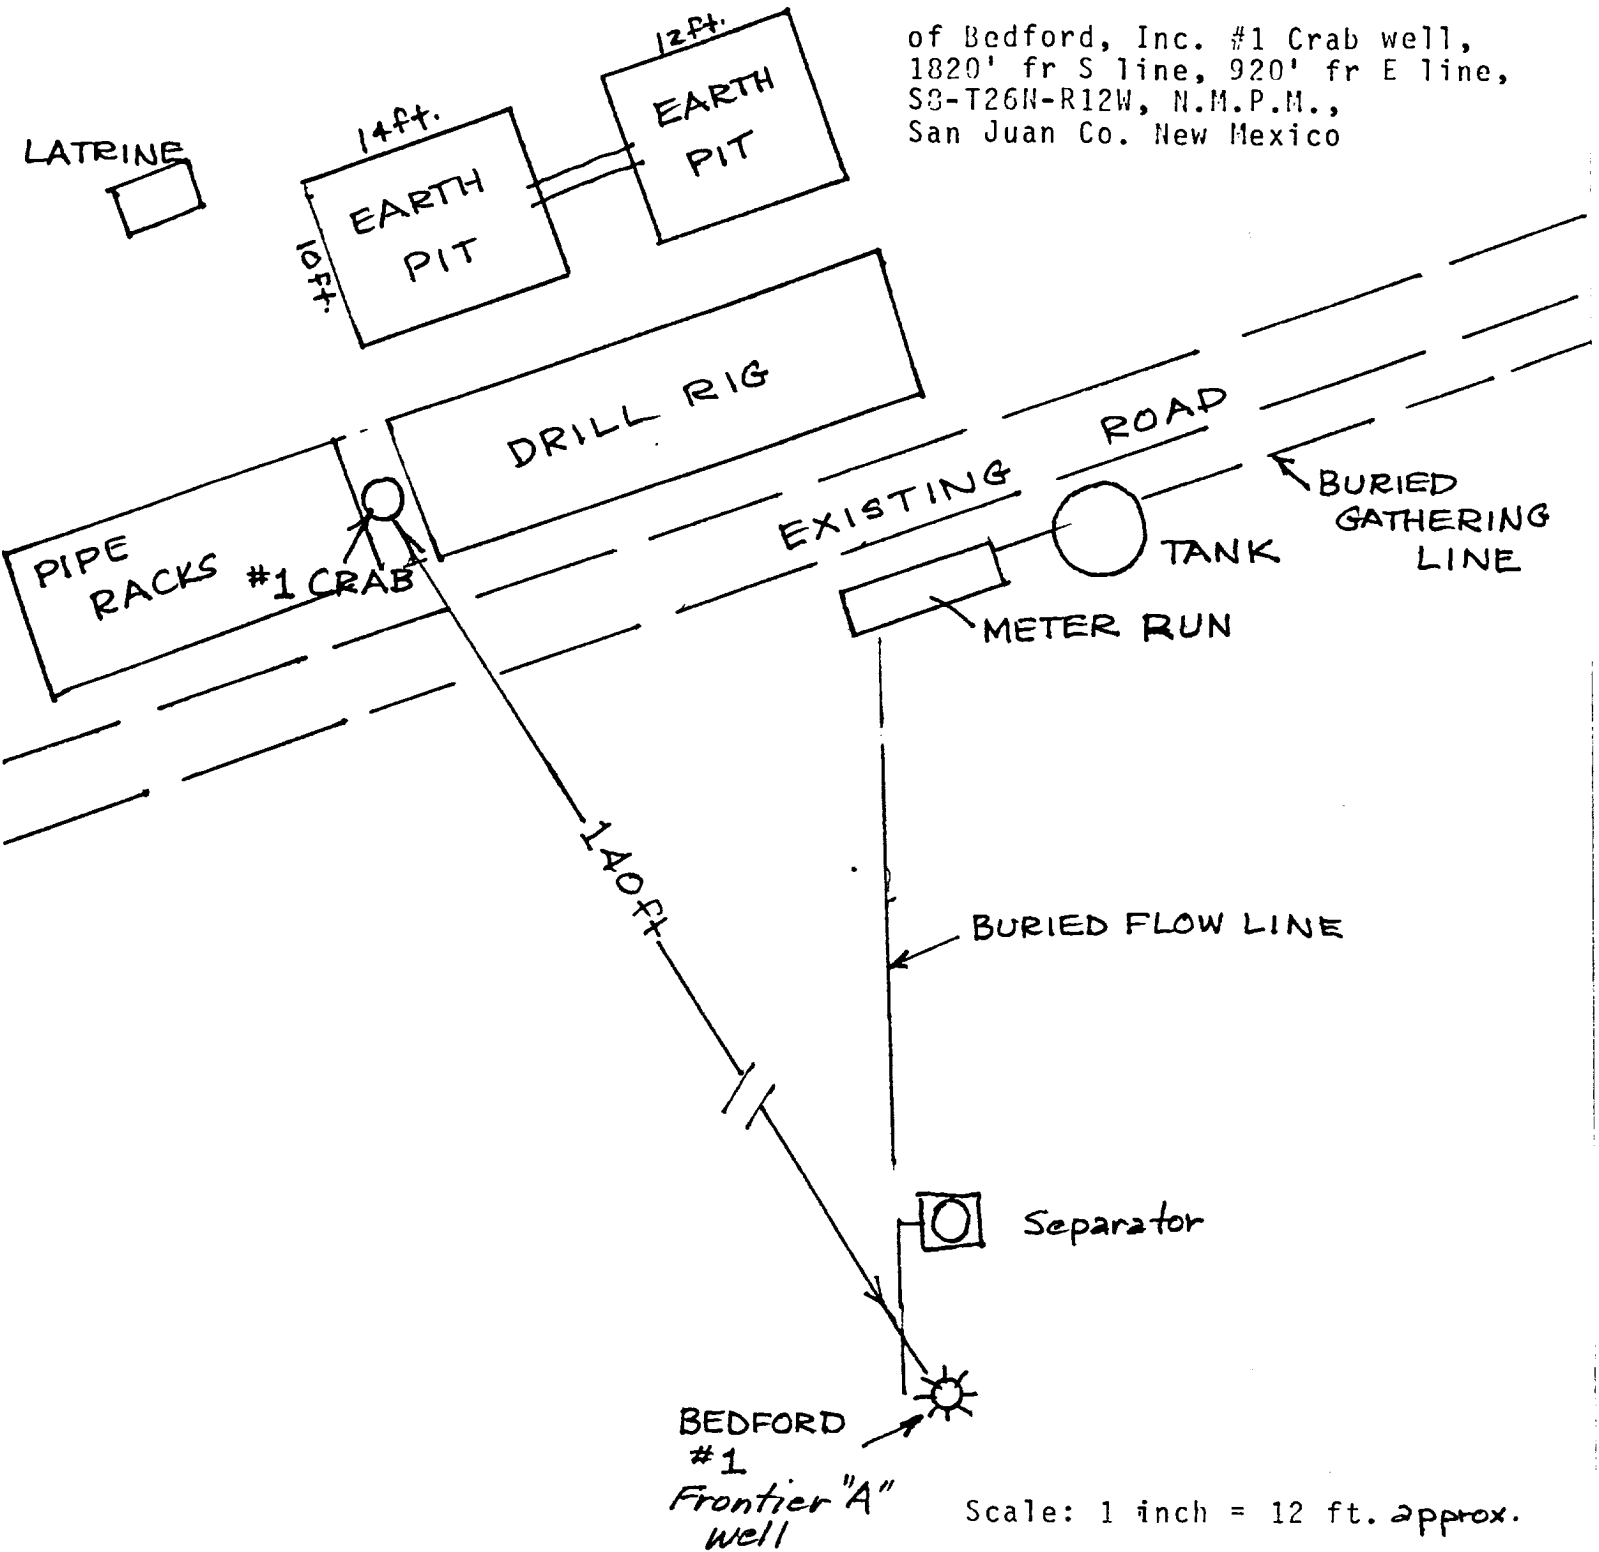 of Bedford, Inc. #1 Crab well,
1820' fr S line, 920' fr E line,
S8-T26N-R12W, N.M.P.M.,
San Juan Co. New Mexico
12ft.
EARTH
PIT
14ft.
LATRINE
EARTH
PIT
10ft.
DRILL RIG
EXISTING ROAD
BURIED
GATHERING
LINE
TANK
PIPE
RACKS
#1 CRAB
METER RUN
140ft
BURIED FLOW LINE
Separator
BEDFORD
#1
Frontier "A"
well
Scale: 1 inch = 12 ft. approx.